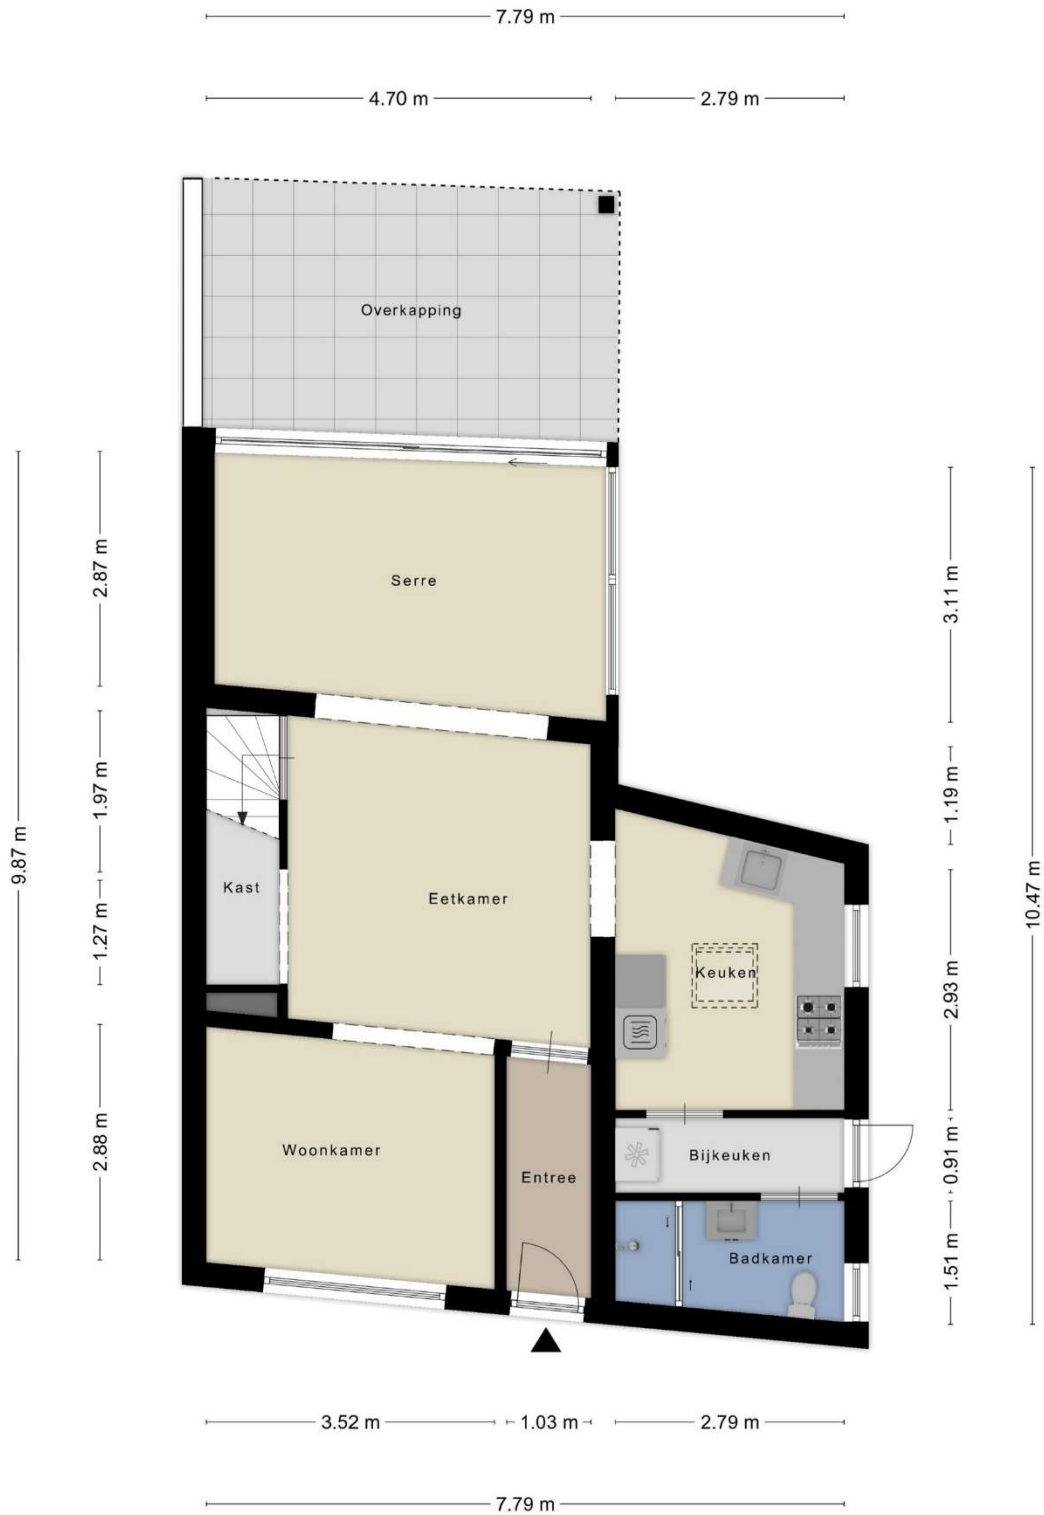 7.79 m
4.70 m
2.79 m
Overkapping
Serre
2.87 m
3.11 m
1.97 m
1.19 m
9.87 m
Kast
Eetkamer
1.27 m
10.47 m
Keuken
2.93 m
2.88 m
Woonkamer
Entree
Bijkeuken
0.91 m
Badkamer
1.51 m
3.52 m
1.03 m
2.79 m
7.79 m